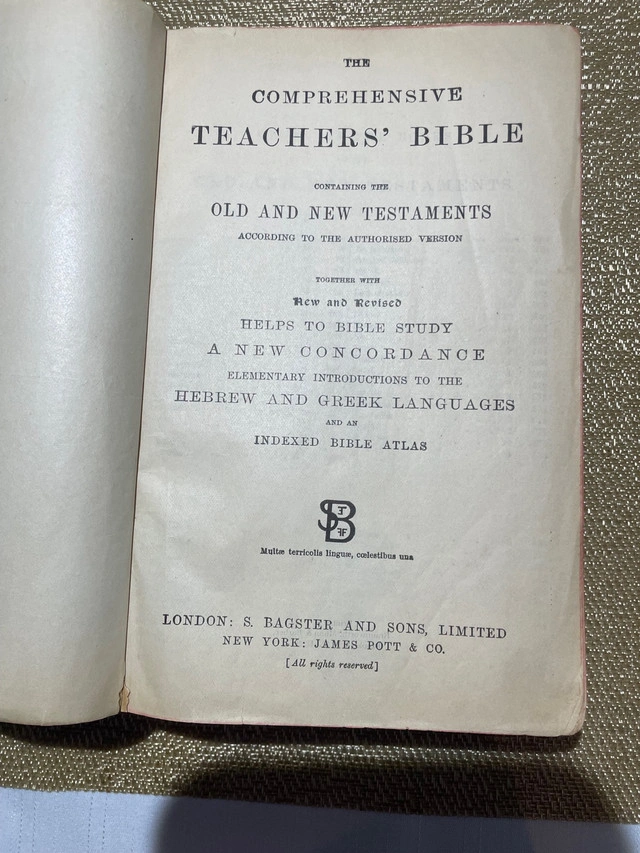 THE
COMPREHENSIVE
TEACHERS' BIBLE
CONTAINING THE
OLD AND NEW TESTAMENTS
ACCORDING TO THE AUTHORISED VERSION
TOGETHER WITH
New and Revised
HELPS TO BIBLE STUDY
A NEW CONCORDANCE
ELEMENTARY INTRODUCTIONS TO THE
HEBREW AND GREEK LANGUAGES
AND AN
INDEXED BIBLE ATLAS
Multæ terricolis linguæ, cœlestibus una
LONDON: S. BAGSTER AND SONS, LIMITED
NEW YORK: JAMES POTT & CO.
[All rights reserved]